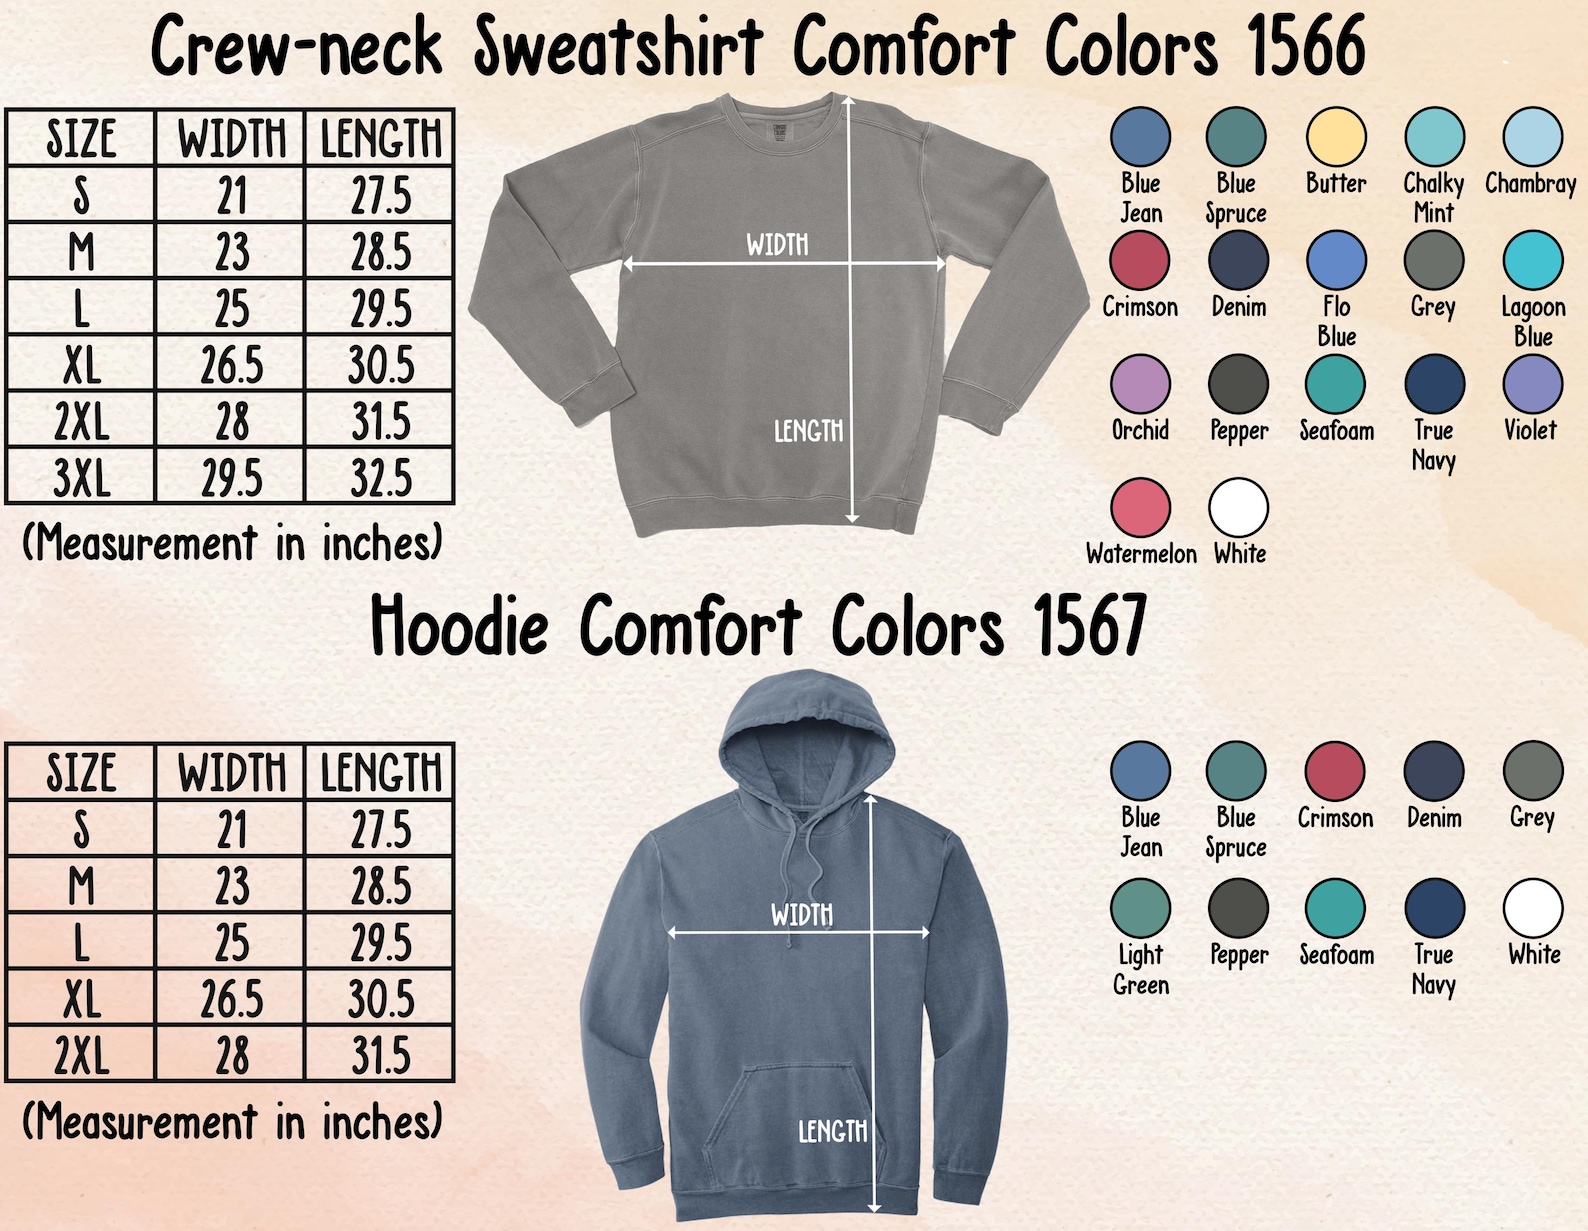 Crew-neck Sweatshirt Comfort Colors 1566
SIZE WIDTH LENGTH
S 21 27.5
M 23 28.5
L 25 29.5
XL 26.5 30.5
2XL 28 31.5
3XL 29.5 32.5
(Measurement in inches)
WIDTH
LENGTH
Blue
Jean
Blue
Spruce
Butter
Chalky
Mint
Chambray
Crimson
Denim
Flo
Blue
Grey
Lagoon
Blue
Orchid
Pepper
Seafoam
True
Navy
Violet
Watermelon
White
Hoodie Comfort Colors 1567
SIZE WIDTH LENGTH
S 21 27.5
M 23 28.5
L 25 29.5
XL 26.5 30.5
2XL 28 31.5
(Measurement in inches)
WIDTH
LENGTH
Blue
Jean
Blue
Spruce
Crimson
Denim
Grey
Light
Green
Pepper
Seafoam
True
Navy
White